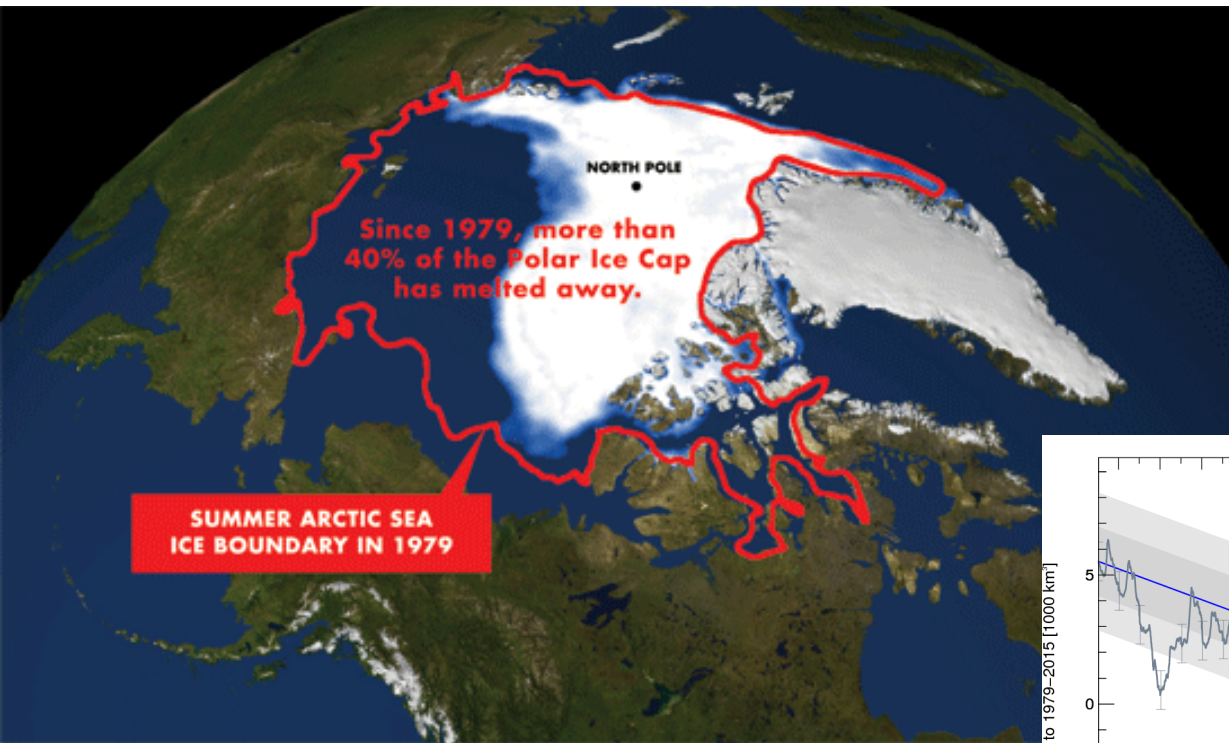 NORTH POLE
Since 1979, more than
40% of the Polar Ice Cap
has melted away.
SUMMER ARCTIC SEA
ICE BOUNDARY IN 1979
5
0
to 1979–2015 [1000 km³]